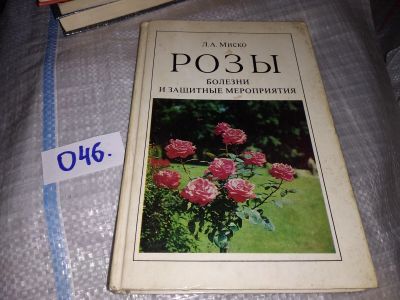 Л.А. Миско
РОЗЫ
БОЛЕЗНИ
И ЗАЩИТНЫЕ МЕРОПРИЯТИЯ
046.